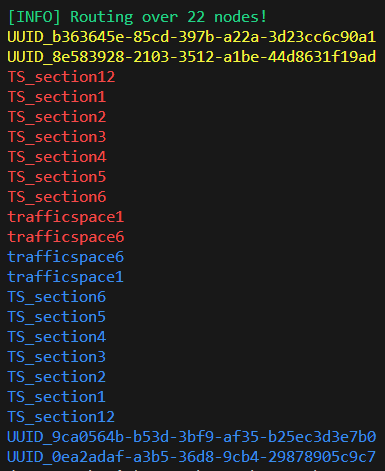 [INFO] Routing over 22 nodes!
UUID_b363645e-85cd-397b-a22a-3d23cc6c90a1
UUID_8e583928-2103-3512-a1be-44d8631f19ad
TS_section12
TS_section1
TS_section2
TS_section3
TS_section4
TS_section5
TS_section6
trafficspace1
trafficspace6
trafficspace6
trafficspace1
TS_section6
TS_section5
TS_section4
TS_section3
TS_section2
TS_section1
TS_section12
UUID_9ca0564b-b53d-3bf9-af35-b25ec3d3e7b0
UUID_0ea2adaf-a3b5-36d8-9cb4-29878905c9c7